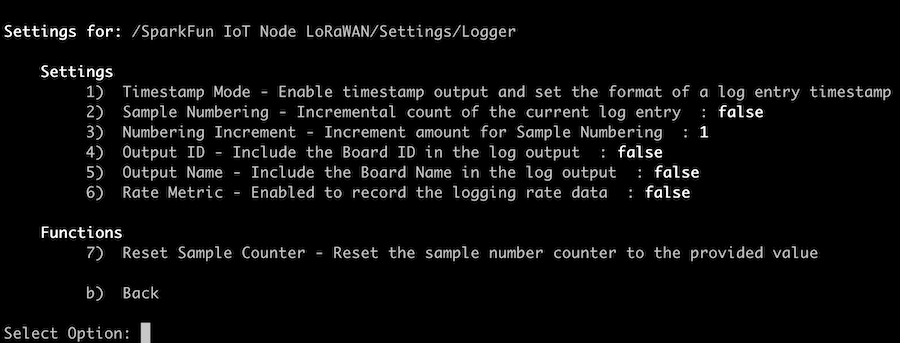 Settings for: /SparkFun IoT Node LoRaWAN/Settings/Logger
Settings
1) Timestamp Mode - Enable timestamp output and set the format of a log entry timestamp
2) Sample Numbering - Incremental count of the current log entry : false
3) Numbering Increment - Increment amount for Sample Numbering : 1
4) Output ID - Include the Board ID in the log output : false
5) Output Name - Include the Board Name in the log output : false
6) Rate Metric - Enabled to record the logging rate data : false
Functions
7) Reset Sample Counter - Reset the sample number counter to the provided value
b) Back
Select Option: